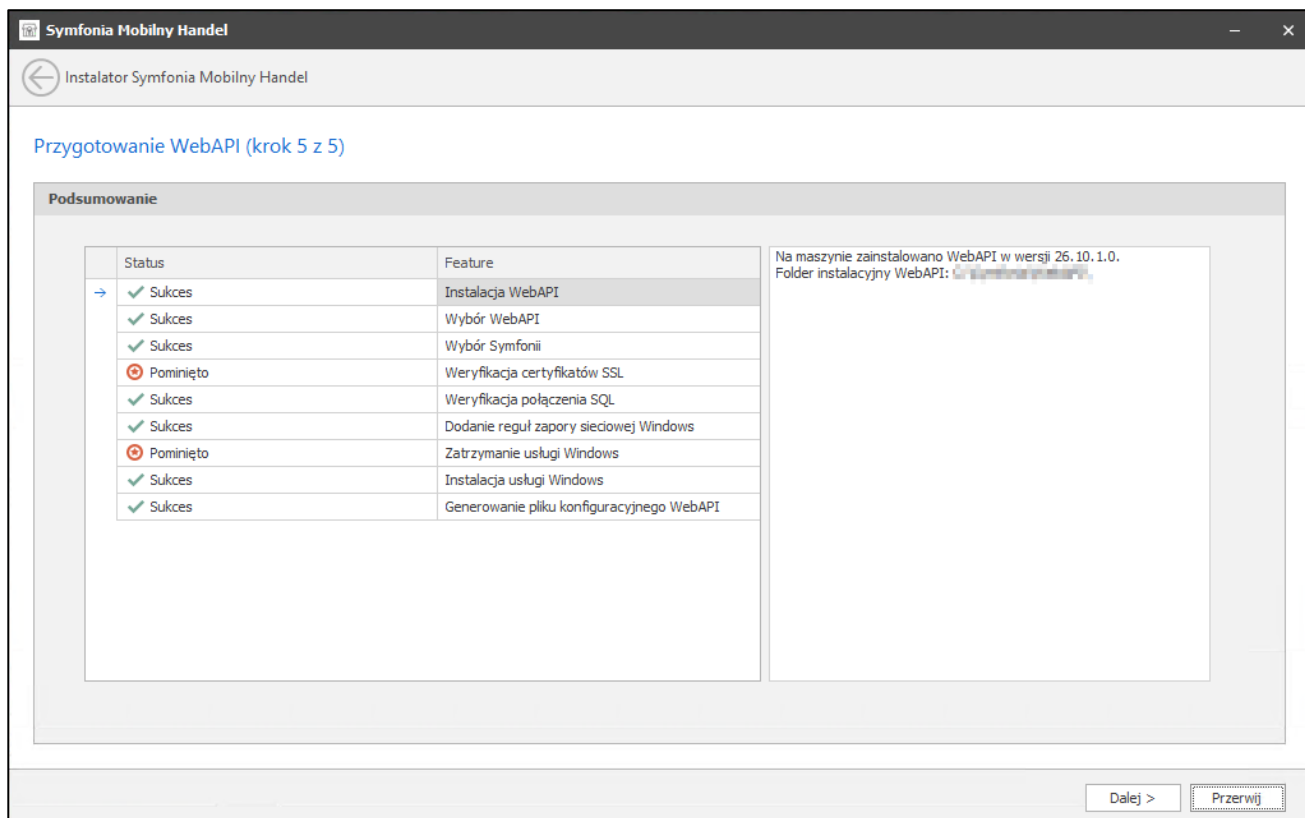 Symfonia Mobilny Handel
Instalator Symfonia Mobilny Handel
Przygotowanie WebAPI (krok 5 z 5)
Podsumowanie
Status Feature
Sukces Instalacja WebAPI
Sukces Wybór WebAPI
Sukces Wybór Symfonii
Pominięto Weryfikacja certyfikatów SSL
Sukces Weryfikacja połączenia SQL
Sukces Dodanie reguł zapory sieciowej Windows
Pominięto Zatrzymanie usługi Windows
Sukces Instalacja usługi Windows
Sukces Generowanie pliku konfiguracyjnego WebAPI
Na maszynie zainstalowano WebAPI w wersji 26.10.1.0.
Folder instalacyjny WebAPI:
Dalej >
Przerwij